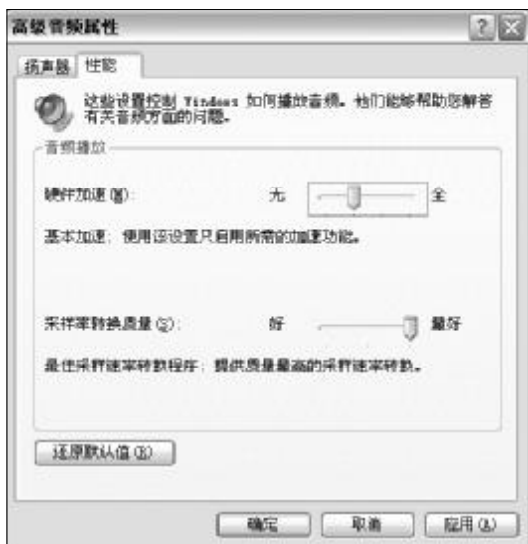 高级音频属性
扬声器 性能
这些设置控制 Windows 如何播放音频。他们能够帮助您解答
有关音频方面的问题。
音频播放
硬件加速(H): 无 全
基本加速: 使用该设置只启用所需的加速功能。
采样率转换质量(S): 好 最好
最佳采样速率转换程序: 提供质量最高的采样速率转换。
还原默认值(R)
确定 取消 应用(A)